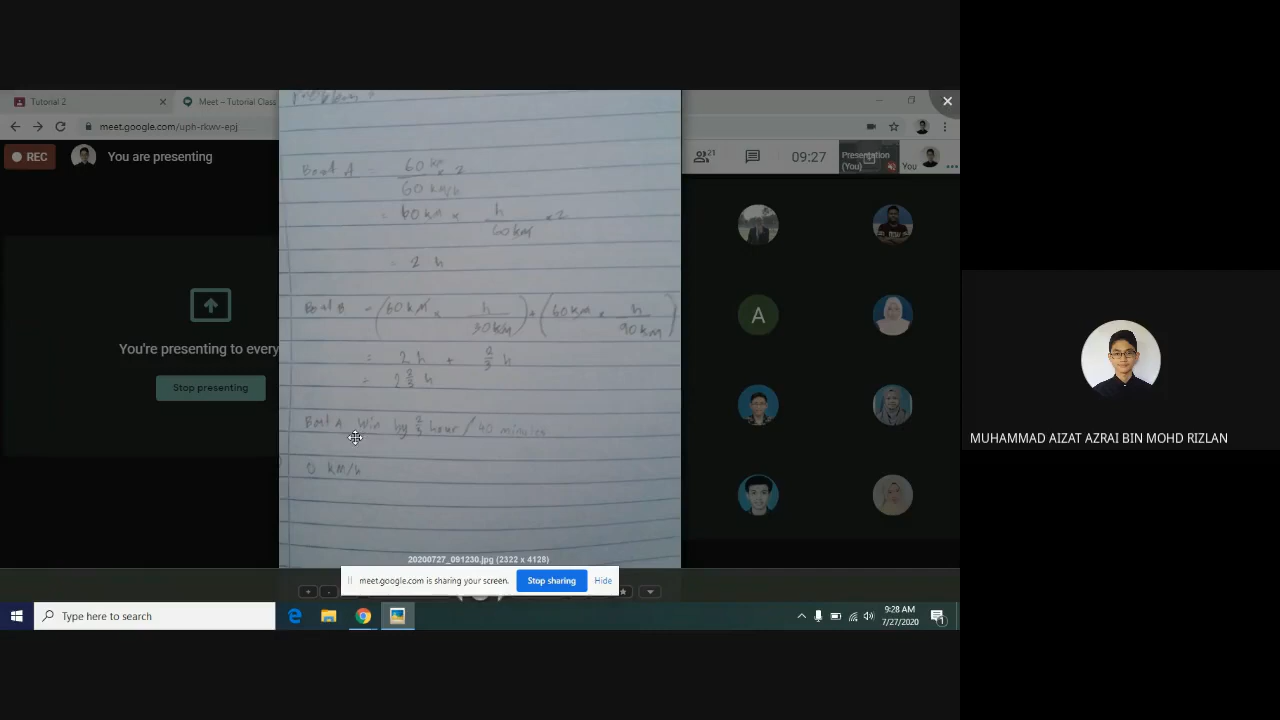 Tutorial 2
Meet – Tutorial Class
meet.google.com/uph-rkwv-epj
REC
You are presenting
21
09:27
Presentation
(You)
You
Problem
Boat A = 60 km × 2
60 km/h
= 60 km × h × 2
60 km
= 2 h
Boat B = (60 km × h) + (60 km × h)
30 km 90 km
= 2 h + 2/3 h
= 2 2/3 h
Boat A Win by 2/3 hour / 40 minutes
0 km/h
You're presenting to every
Stop presenting
A
MUHAMMAD AIZAT AZRAI BIN MOHD RIZLAN
20200727_091230.jpg (2322 x 4128)
meet.google.com is sharing your screen.
Stop sharing
Hide
Type here to search
9:28 AM
7/27/2020
1